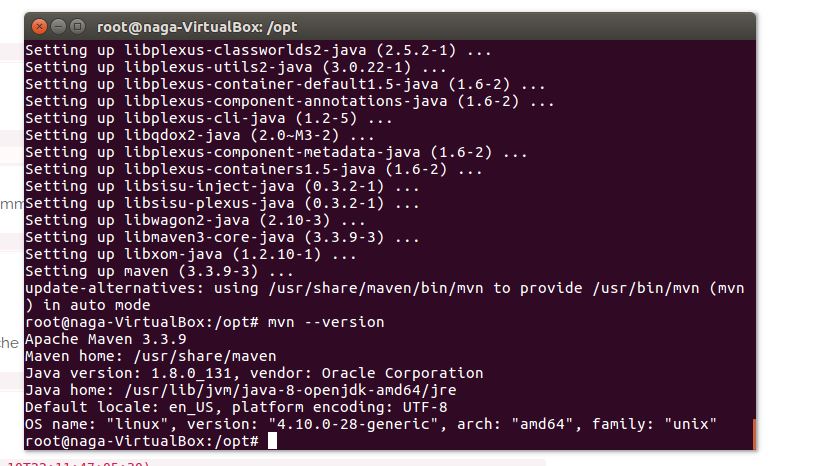 root@naga-VirtualBox: /opt
Setting up libplexus-classworlds2-java (2.5.2-1) ...
Setting up libplexus-utils2-java (3.0.22-1) ...
Setting up libplexus-container-default1.5-java (1.6-2) ...
Setting up libplexus-component-annotations-java (1.6-2) ...
Setting up libplexus-cli-java (1.2-5) ...
Setting up libqdox2-java (2.0~M3-2) ...
Setting up libplexus-component-metadata-java (1.6-2) ...
Setting up libplexus-containers1.5-java (1.6-2) ...
Setting up libsisu-inject-java (0.3.2-1) ...
Setting up libsisu-plexus-java (0.3.2-1) ...
Setting up libwagon2-java (2.10-3) ...
Setting up libmaven3-core-java (3.3.9-3) ...
Setting up libxom-java (1.2.10-1) ...
Setting up maven (3.3.9-3) ...
update-alternatives: using /usr/share/maven/bin/mvn to provide /usr/bin/mvn (mvn
) in auto mode
root@naga-VirtualBox:/opt# mvn --version
Apache Maven 3.3.9
Maven home: /usr/share/maven
Java version: 1.8.0_131, vendor: Oracle Corporation
Java home: /usr/lib/jvm/java-8-openjdk-amd64/jre
Default locale: en_US, platform encoding: UTF-8
OS name: "linux", version: "4.10.0-28-generic", arch: "amd64", family: "unix"
root@naga-VirtualBox:/opt#